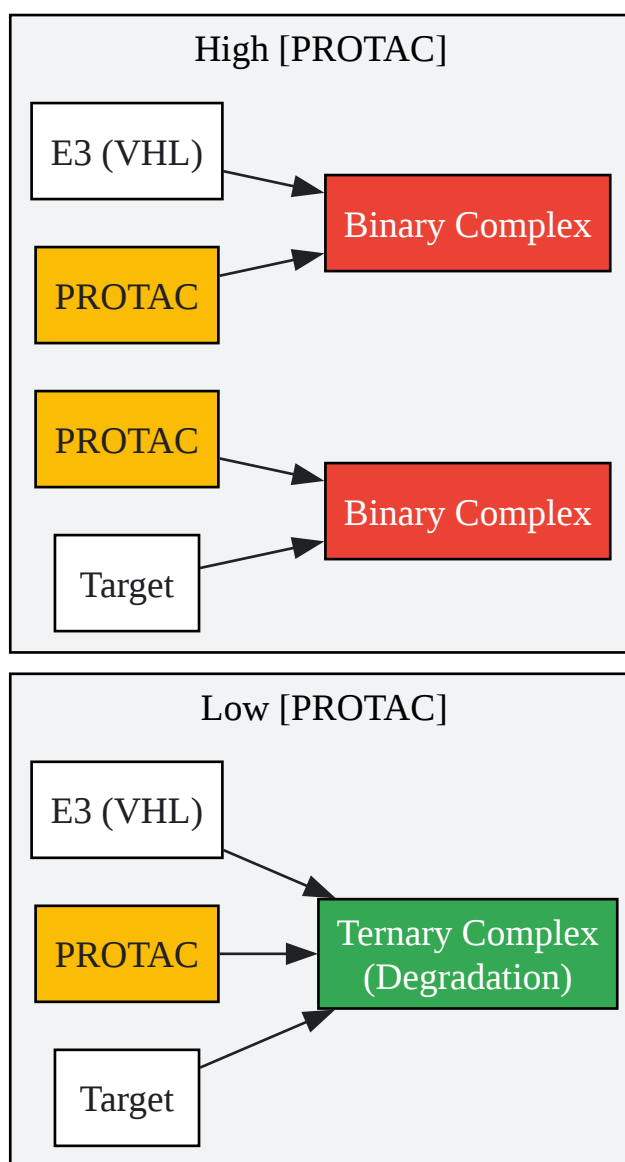 High [PROTAC]
E3 (VHL)
Binary Complex
PROTAC
PROTAC
Binary Complex
Target
Low [PROTAC]
E3 (VHL)
PROTAC
Ternary Complex
(Degradation)
Target